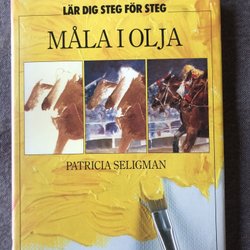 LÄR DIG STEG FÖR STEG
MÅLA I OLJA
PATRICIA SELIGMAN